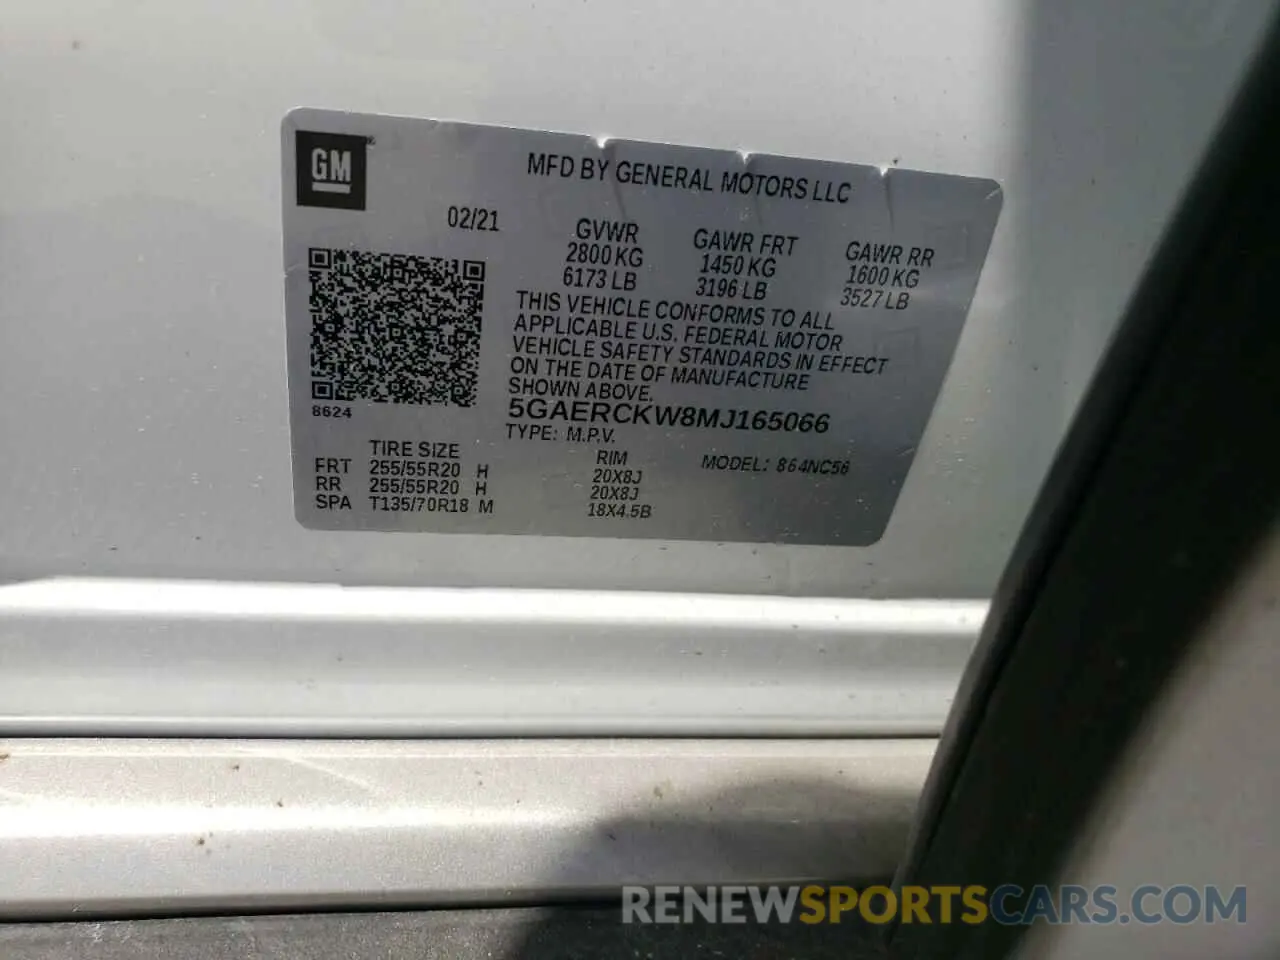 GM
MFD BY GENERAL MOTORS LLC
02/21
GVWR GAWR FRT GAWR RR
2800 KG 1450 KG 1600 KG
6173 LB 3196 LB 3527 LB
THIS VEHICLE CONFORMS TO ALL
APPLICABLE U.S. FEDERAL MOTOR
VEHICLE SAFETY STANDARDS IN EFFECT
ON THE DATE OF MANUFACTURE
SHOWN ABOVE.
8624
5GAERCKW8MJ165066
TYPE: M.P.V.
MODEL: 864NC56
TIRE SIZE RIM
FRT 255/55R20 H 20X8J
RR 255/55R20 H 20X8J
SPA T135/70R18 M 18X4.5B
RENEWSPORTSCARS.COM